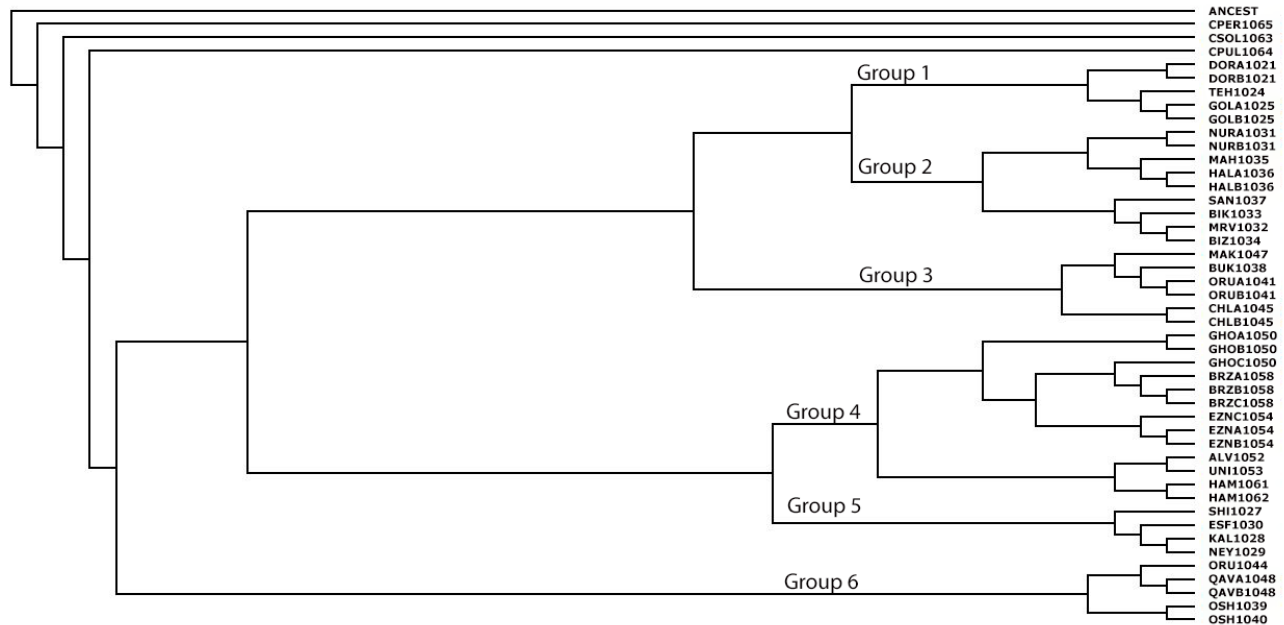 ANCEST
CPER1065
CSOL1063
CPUL1064
DORA1021
Group 1
DORB1021
TEH1024
GOLA1025
GOLB1025
NURA1031
NURB1031
MAH1035
Group 2
HALA1036
HALB1036
SAN1037
BIK1033
MRV1032
BIZ1034
MAK1047
BUK1038
Group 3
ORUA1041
ORUB1041
CHLA1045
CHLB1045
GHOA1050
GHOB1050
GHOC1050
BRZA1058
BRZB1058
BRZC1058
Group 4
EZNC1054
EZNA1054
EZNB1054
ALV1052
UNI1053
HAM1061
HAM1062
Group 5
SHI1027
ESF1030
KAL1028
NEY1029
ORU1044
Group 6
QAVA1048
QAVB1048
OSH1039
OSH1040